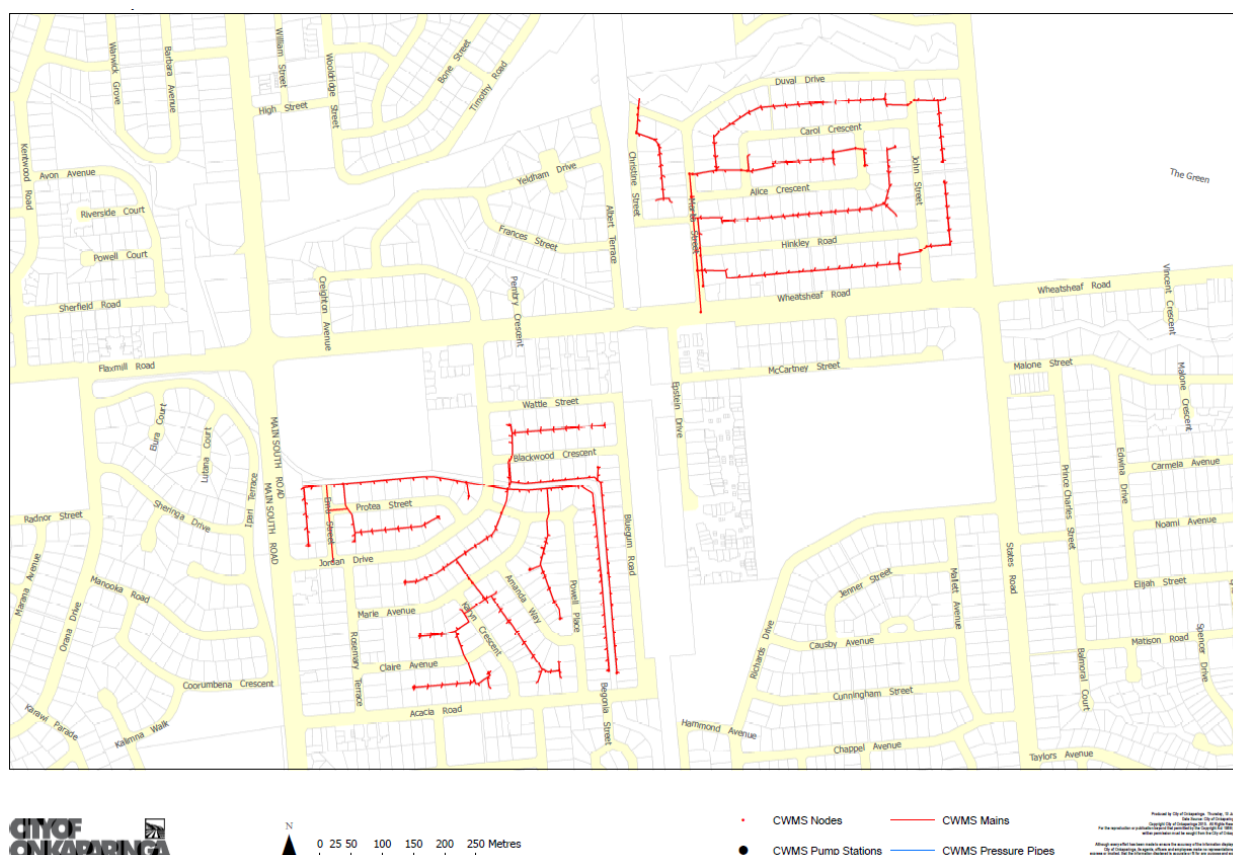 Warwick Grove
Barbara Avenue
William Street
Wooldridge Street
Bone Street
Timothy Road
High Street
Kentwood Road
Avon Avenue
Riverside Court
Powell Court
Sherfield Road
Flaxmill Road
Creighton Avenue
Yeldham Drive
Frances Street
Albert Terrace
Pembry Crescent
Christine Street
Duval Drive
Carol Crescent
John Street
Alice Crescent
Hinkley Road
Wheatsheaf Road
Wheatsheaf Road
The Green
Vincent Crescent
Malone Street
Malone Crescent
McCartney Street
Epstein Drive
Wattle Street
Blackwood Crescent
Bluegum Road
MAIN SOUTH ROAD
MAIN SOUTH ROAD
Lutana Court
Ipari Terrace
Sheringa Drive
Radnor Street
Manooka Road
Orana Drive
Coorumbena Crescent
Kalimna Walk
Karawi Parade
Protea Street
Jordan Drive
Marie Avenue
Claire Avenue
Rosemary Terrace
Acacia Road
Karyn Crescent
Amanda Way
Powell Place
Begonia Street
Hammond Avenue
Chappel Avenue
Richards Drive
Jenner Street
Causby Avenue
Cunningham Street
Mallett Avenue
States Road
Prince Charles Street
Edwina Drive
Carmela Avenue
Noami Avenue
Elijah Street
Matison Road
Spencer Drive
Balmoral Court
Taylors Avenue
CITY OF
ONKAPARINGA
N
0 25 50 100 150 200 250 Metres
CWMS Nodes
CWMS Mains
CWMS Pump Stations
CWMS Pressure Pipes